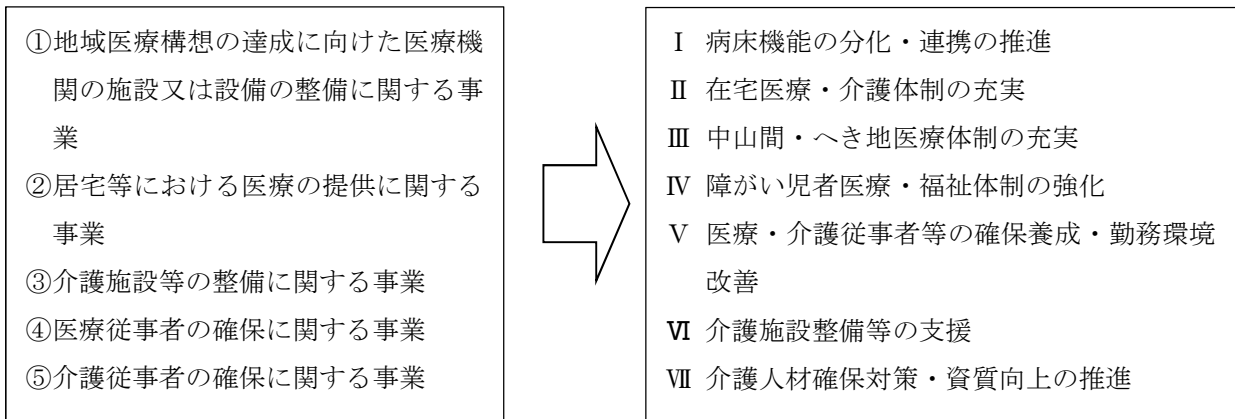 ①地域医療構想の達成に向けた医療機
関の施設又は設備の整備に関する事
業
②居宅等における医療の提供に関する
事業
③介護施設等の整備に関する事業
④医療従事者の確保に関する事業
⑤介護従事者の確保に関する事業
Ⅰ 病床機能の分化・連携の推進
Ⅱ 在宅医療・介護体制の充実
Ⅲ 中山間・へき地医療体制の充実
Ⅳ 障がい児者医療・福祉体制の強化
Ⅴ 医療・介護従事者等の確保養成・勤務環境
改善
Ⅵ 介護施設整備等の支援
Ⅶ 介護人材確保対策・資質向上の推進